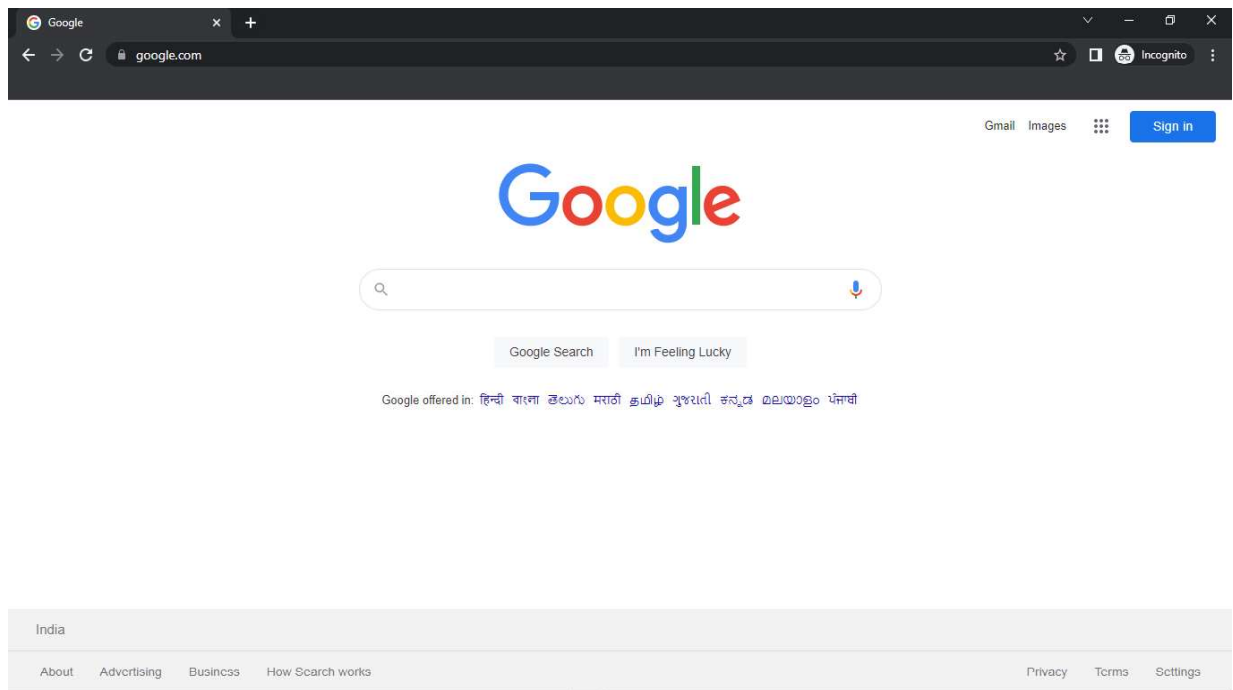 Google
google.com
Incognito
Gmail Images
Sign in
Google
Google Search I'm Feeling Lucky
Google offered in: हिन्दी বাংলা తెలుగు मराठी தமிழ் ગુજરાતી ಕನ್ನಡ മലയാളം ਪੰਜਾਬੀ
India
About Advertising Business How Search works Privacy Terms Settings